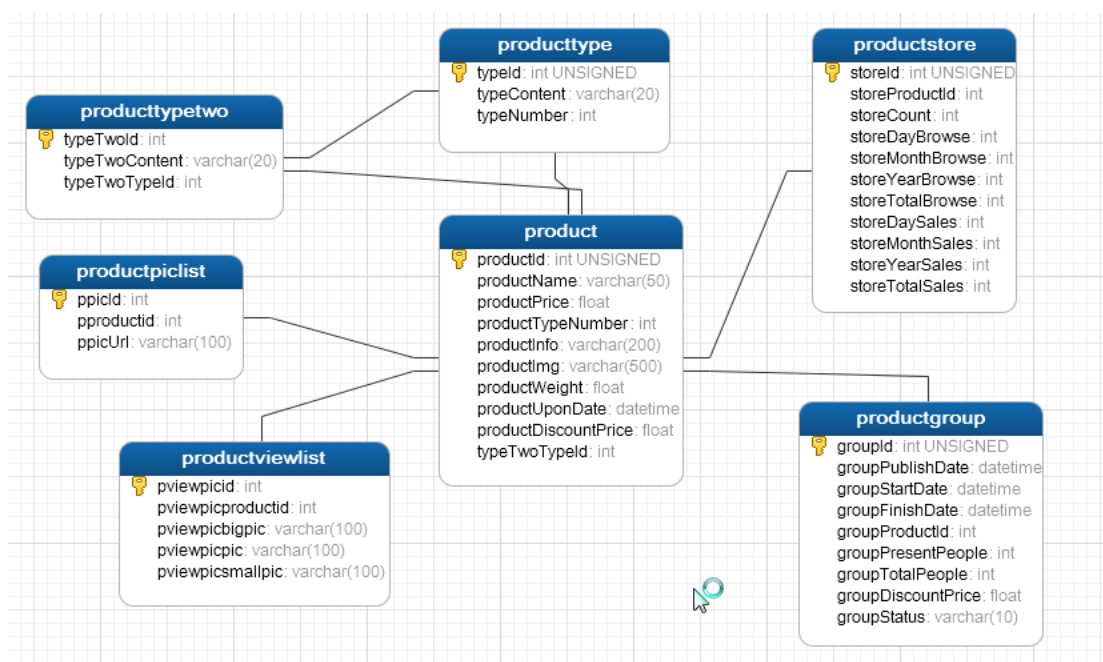 producttype
typeId: int UNSIGNED
typeContent: varchar(20)
typeNumber: int
productstore
storeId: int UNSIGNED
storeProductId: int
storeCount: int
storeDayBrowse: int
storeMonthBrowse: int
storeYearBrowse: int
storeTotalBrowse: int
storeDaySales: int
storeMonthSales: int
storeYearSales: int
storeTotalSales: int
producttypetwo
typeTwoId: int
typeTwoContent: varchar(20)
typeTwoTypeId: int
product
productId: int UNSIGNED
productName: varchar(50)
productPrice: float
productTypeNumber: int
productInfo: varchar(200)
productImg: varchar(500)
productWeight: float
productUponDate: datetime
productDiscountPrice: float
typeTwoTypeId: int
productpiclist
ppicId: int
pproductid: int
ppicUrl: varchar(100)
productviewlist
pviewpicid: int
pviewpicproductid: int
pviewpicbigpic: varchar(100)
pviewpicpic: varchar(100)
pviewpicsmallpic: varchar(100)
productgroup
groupId: int UNSIGNED
groupPublishDate: datetime
groupStartDate: datetime
groupFinishDate: datetime
groupProductId: int
groupPresentPeople: int
groupTotalPeople: int
groupDiscountPrice: float
groupStatus: varchar(10)